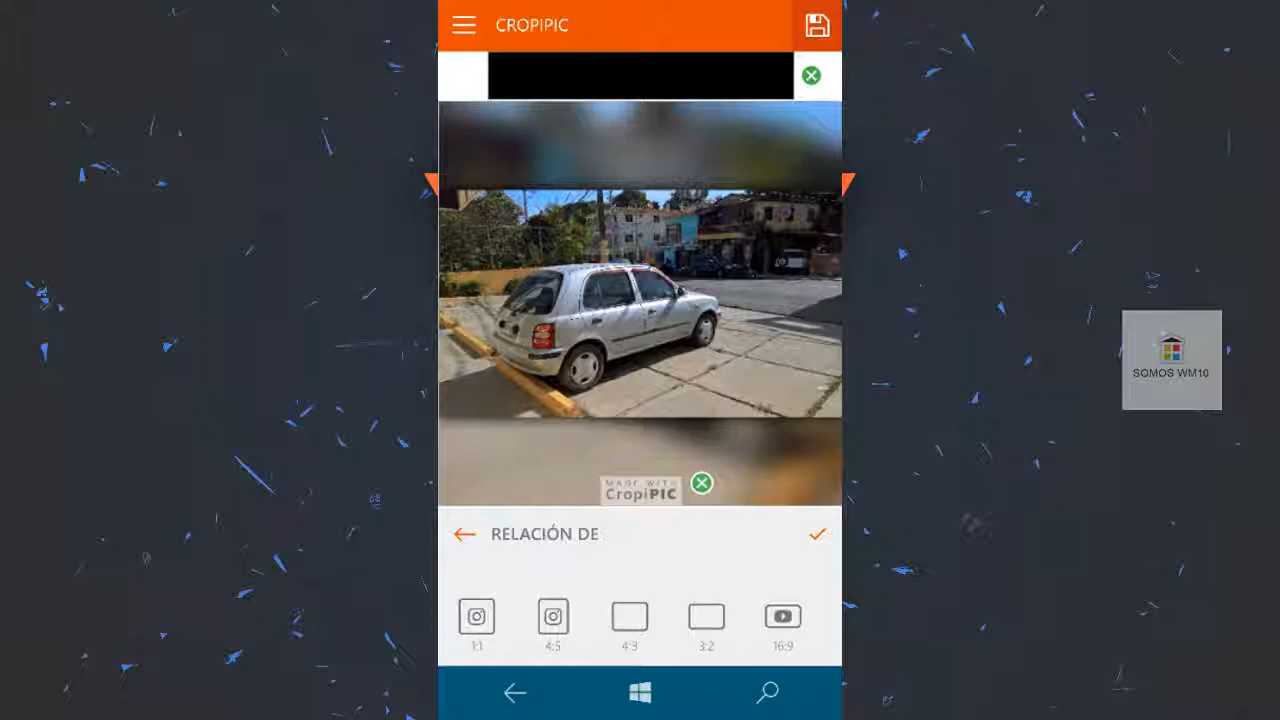 CROPIPIC
SOMOS WM10
MADE WITH
CropiPIC
RELACIÓN DE
1:1
4:5
4:3
3:2
16:9